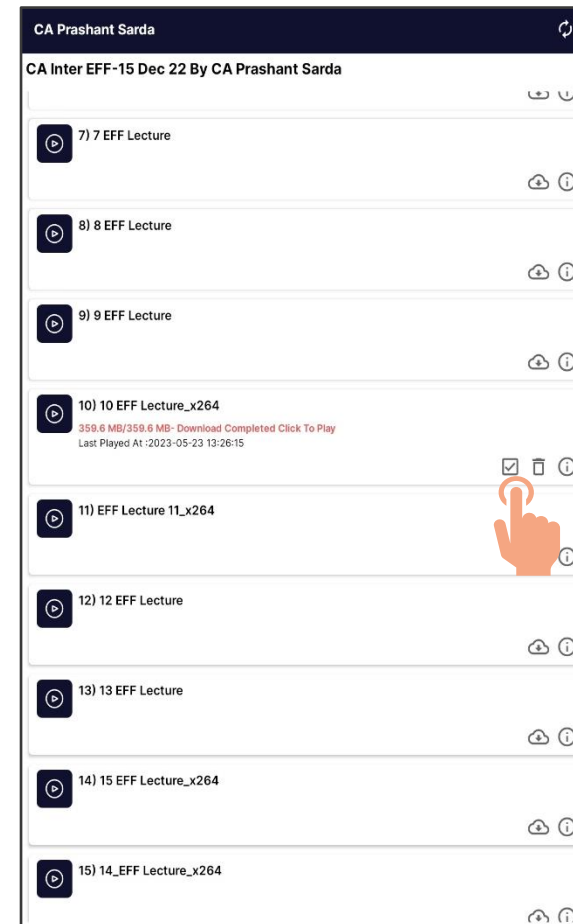 CA Prashant Sarda
CA Inter EFF-15 Dec 22 By CA Prashant Sarda
7) 7 EFF Lecture
8) 8 EFF Lecture
9) 9 EFF Lecture
10) 10 EFF Lecture_x264
359.6 MB/359.6 MB- Download Completed Click To Play
Last Played At :2023-05-23 13:26:15
11) EFF Lecture 11_x264
12) 12 EFF Lecture
13) 13 EFF Lecture
14) 15 EFF Lecture_x264
15) 14_EFF Lecture_x264